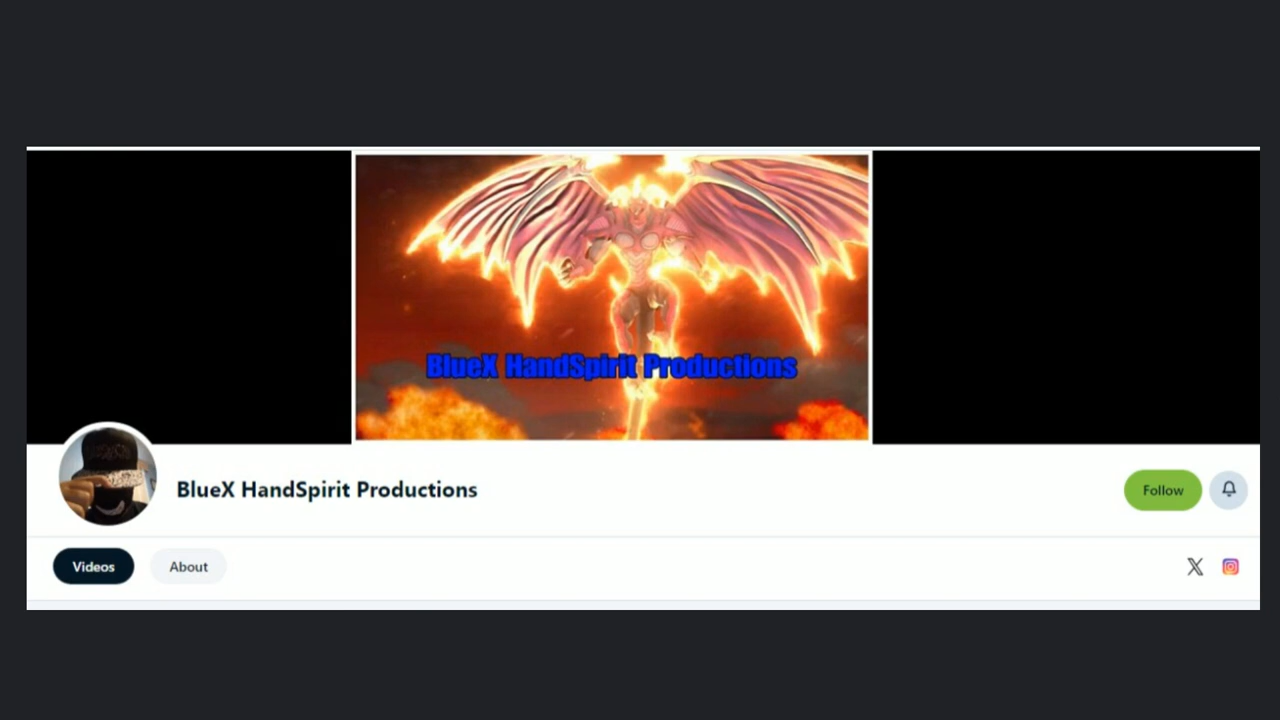 BlueX HandSpirit Productions
BlueX HandSpirit Productions
Follow
Videos
About